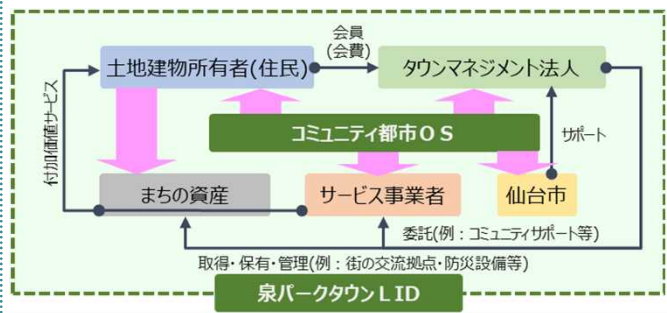 会員
(会費)
土地建物所有者(住民)
タウンマネジメント法人
付加価値サービス
コミュニティ都市OS
サポート
まちの資産
サービス事業者
仙台市
委託(例：コミュニティサポート等)
取得・保有・管理(例：街の交流拠点・防災設備等)
泉パークタウンLID